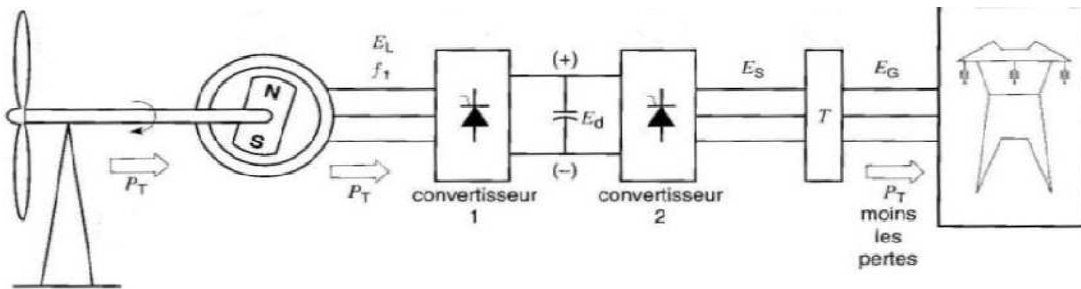 P_T
N
S
E_L
f_1
P_T
convertisseur
1
(+)
E_d
(−)
convertisseur
2
E_S
T
E_G
P_T
moins
les
pertes